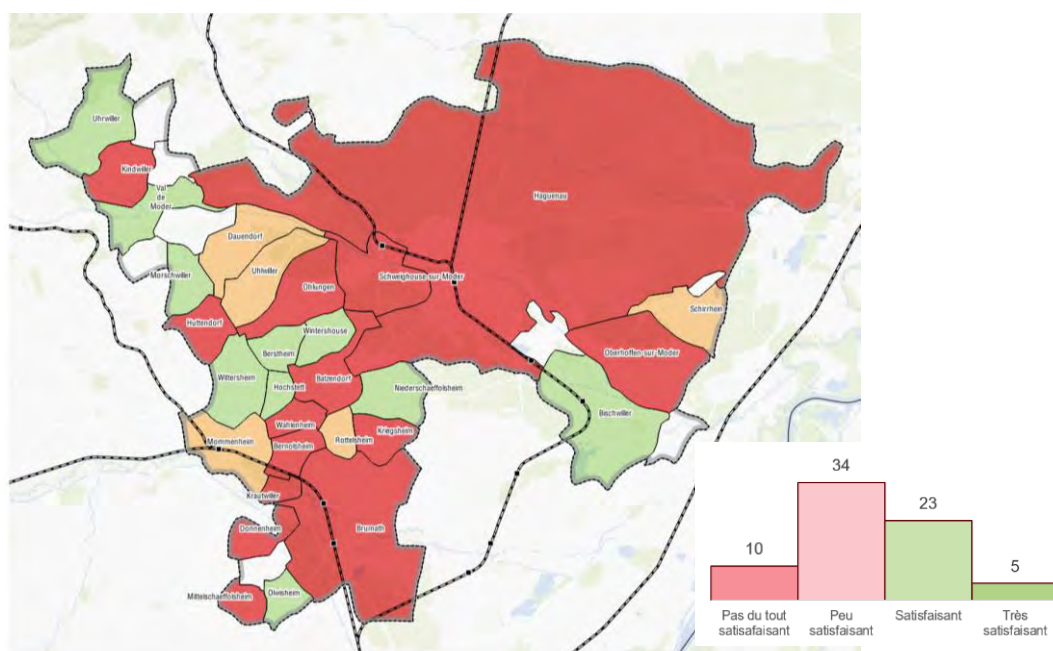 Uhrwiller
Kindwiller
Val
de
Moder
Haguenau
Dauendorf
Morschwiller
Uhlwiller
Schweighouse-sur-Moder
Ohlungen
Schirrhein
Huttendorf
Wintershouse
Oberhoffen-sur-Moder
Berstheim
Batzendorf
Wittersheim
Hochstett
Niederschaeffolsheim
Bischwiller
Wahlenheim
Kriegsheim
Mommenheim
Rottelsheim
Bernolsheim
Krautwiller
Donnenheim
Brumath
Mittelschaeffolsheim
34
23
10
5
Pas du tout
satisafaisant
Peu
satisfaisant
Satisfaisant
Très
satisfaisant